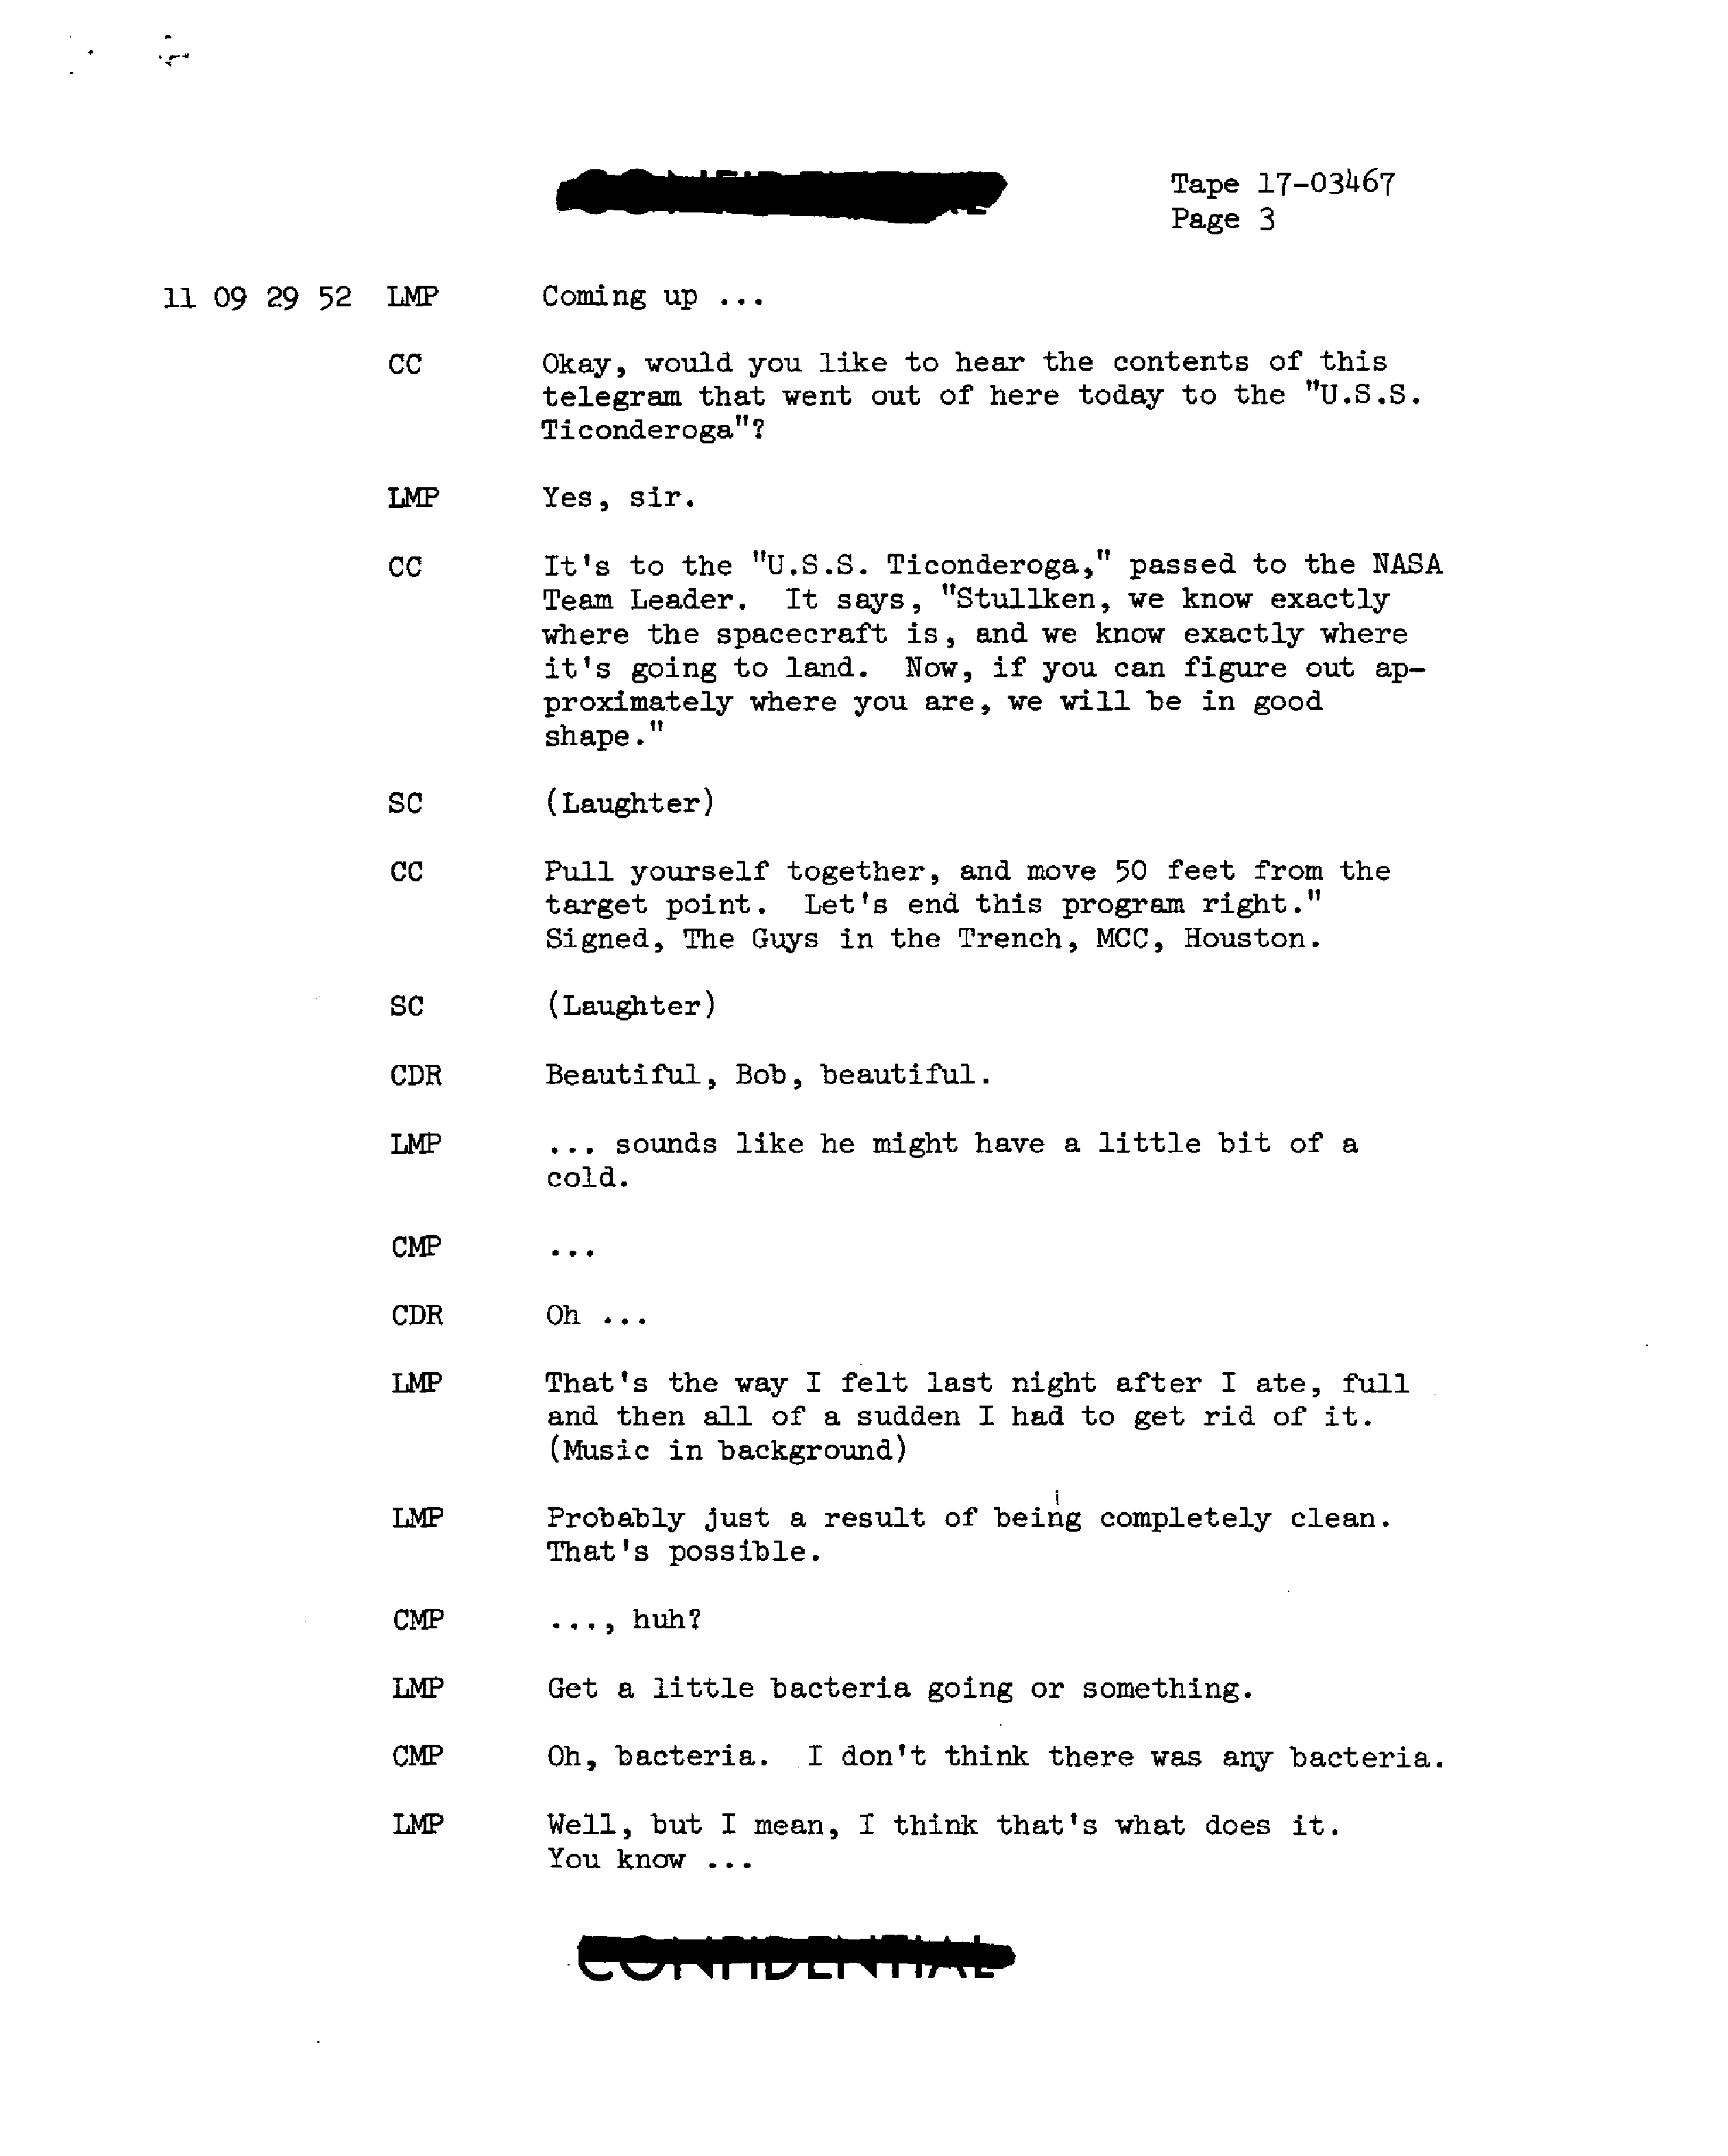 Tape 17-03467
Page 3
11 09 29 52 LMP Coming up ...
CC Okay, would you like to hear the contents of this
telegram that went out of here today to the "U.S.S.
Ticonderoga"?
LMP Yes, sir.
CC It's to the "U.S.S. Ticonderoga," passed to the NASA
Team Leader. It says, "Stullken, we know exactly
where the spacecraft is, and we know exactly where
it's going to land. Now, if you can figure out ap-
proximately where you are, we will be in good
shape."
SC (Laughter)
CC Pull yourself together, and move 50 feet from the
target point. Let's end this program right."
Signed, The Guys in the Trench, MCC, Houston.
SC (Laughter)
CDR Beautiful, Bob, beautiful.
LMP ... sounds like he might have a little bit of a
cold.
CMP ...
CDR Oh ...
LMP That's the way I felt last night after I ate, full
and then all of a sudden I had to get rid of it.
(Music in background)
LMP Probably just a result of being completely clean.
That's possible.
CMP ..., huh?
LMP Get a little bacteria going or something.
CMP Oh, bacteria. I don't think there was any bacteria.
LMP Well, but I mean, I think that's what does it.
You know ...
CONFIDENTIAL